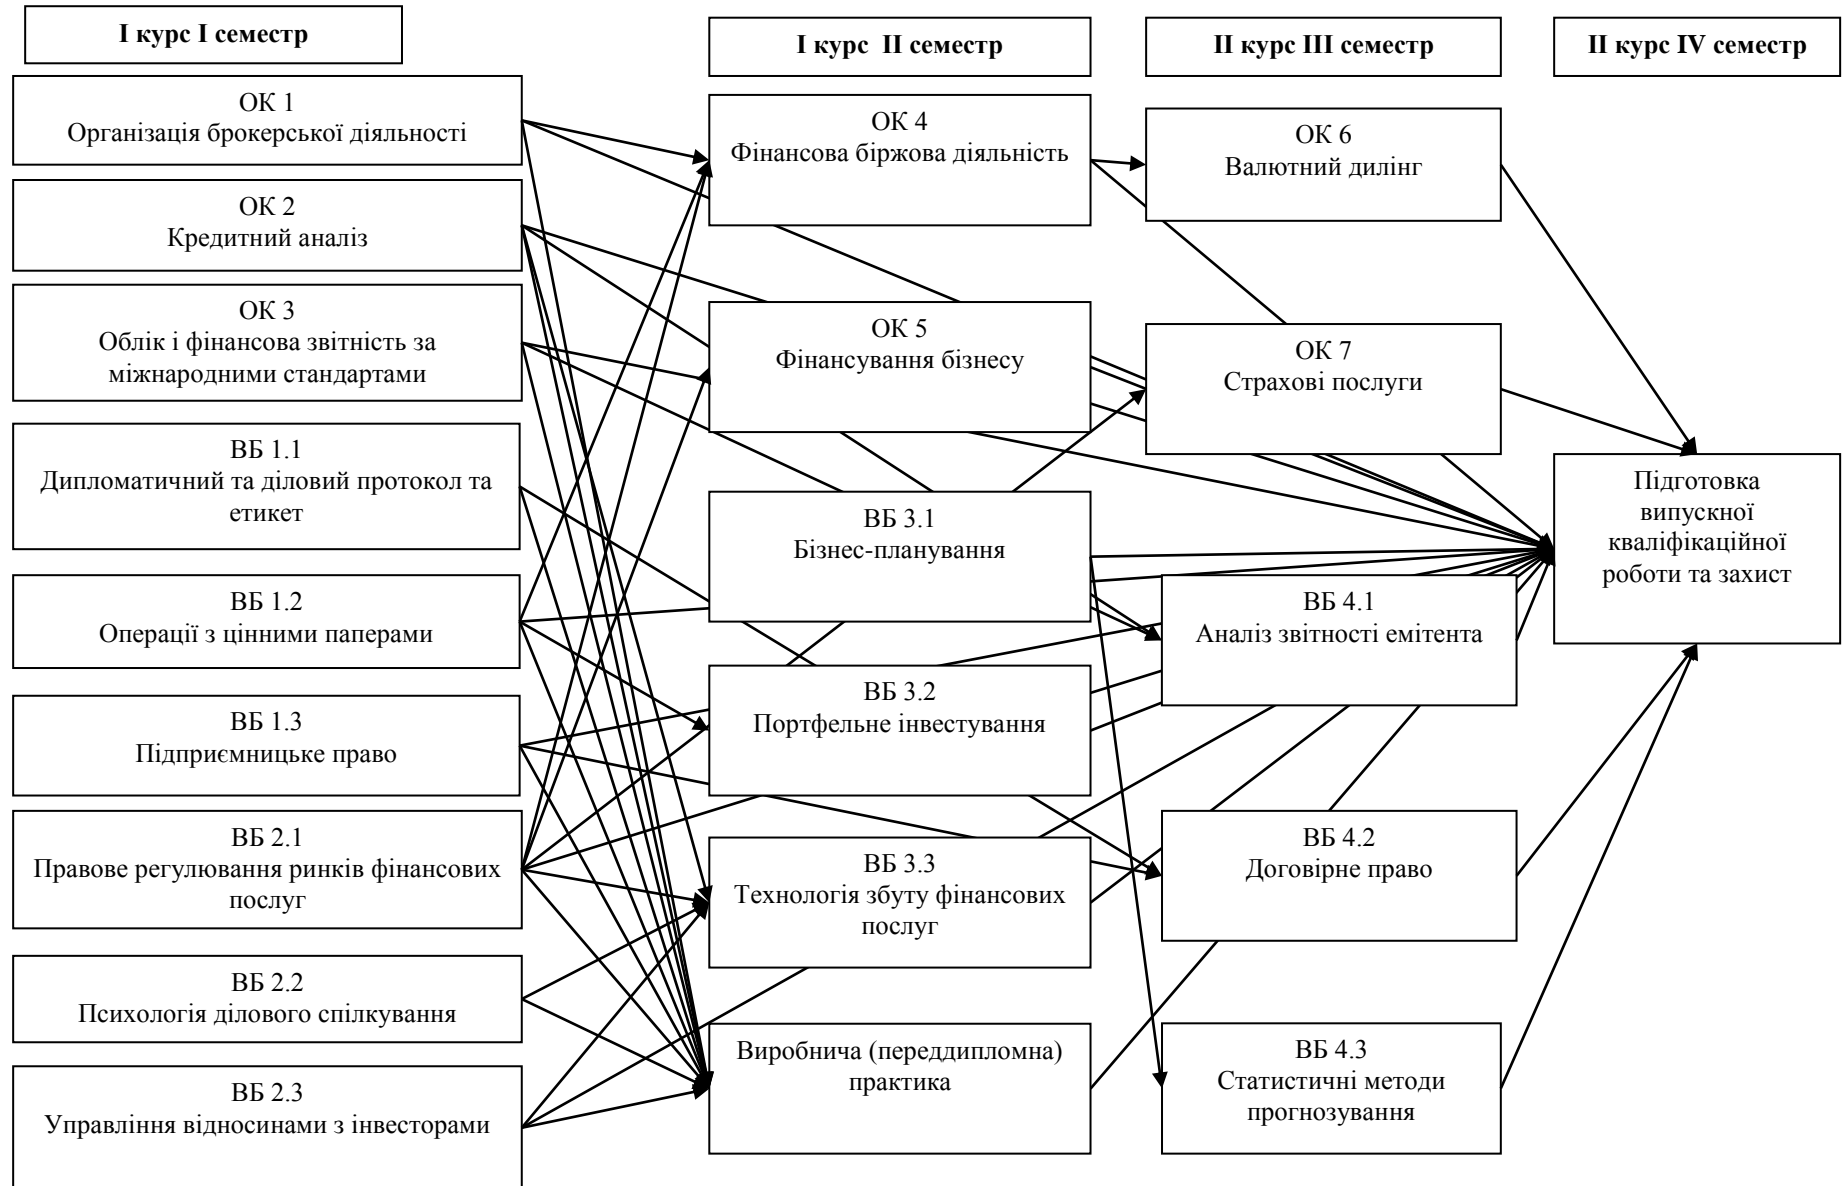 І курс І семестр
І курс  ІІ семестр
ІІ курс ІІІ семестр
ІІ курс IV семестр
ОК 1
Організація брокерської діяльності
ОК 2
Кредитний аналіз
ОК 3
Облік і фінансова звітність за
міжнародними стандартами
ВБ 1.1
Дипломатичний та діловий протокол та
етикет
ВБ 1.2
Операції з цінними паперами
ВБ 1.3
Підприємницьке право
ВБ 2.1
Правове регулювання ринків фінансових
послуг
ВБ 2.2
Психологія ділового спілкування
ВБ 2.3
Управління відносинами з інвесторами
ОК 4
Фінансова біржова діяльність
ОК 5
Фінансування бізнесу
ВБ 3.1
Бізнес-планування
ВБ 3.2
Портфельне інвестування
ВБ 3.3
Технологія збуту фінансових
послуг
Виробнича (переддипломна)
практика
ОК 6
Валютний дилінг
ОК 7
Страхові послуги
ВБ 4.1
Аналіз звітності емітента
ВБ 4.2
Договірне право
ВБ 4.3
Статистичні методи
прогнозування
Підготовка
випускної
кваліфікаційної
роботи та захист